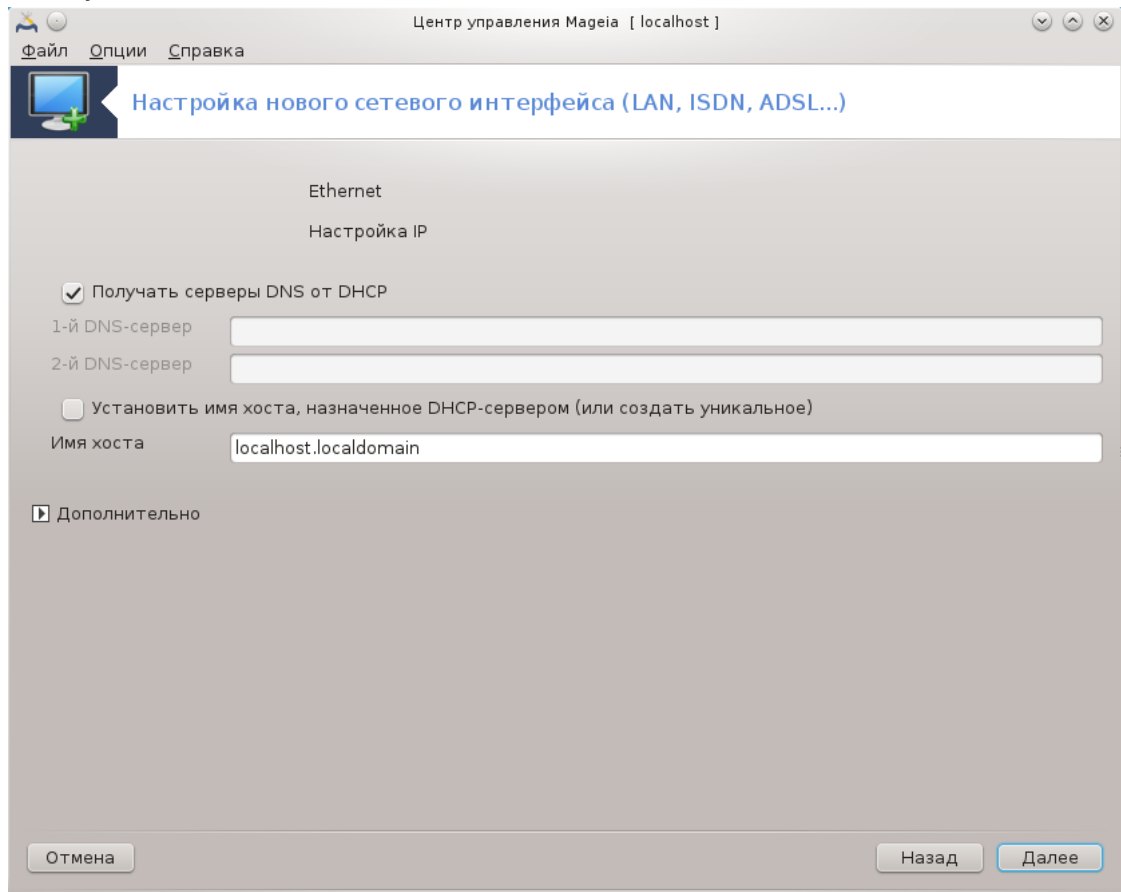 Центр управления Mageia [ localhost ]
Файл Опции Справка
Настройка нового сетевого интерфейса (LAN, ISDN, ADSL...)
Ethernet
Настройка IP
Получать серверы DNS от DHCP
1-й DNS-сервер
2-й DNS-сервер
Установить имя хоста, назначенное DHCP-сервером (или создать уникальное)
Имя хоста localhost.localdomain
Дополнительно
Отмена Назад Далее